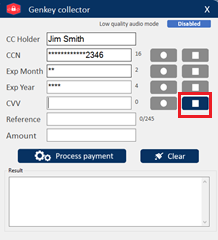 Genkey collector X
Low quality audio mode Disabled
CC Holder Jim Smith
CCN ************2346 16
Exp Month ** 2
Exp Year **** 4
CVV 0
Reference 0/245
Amount
Process payment Clear
Result